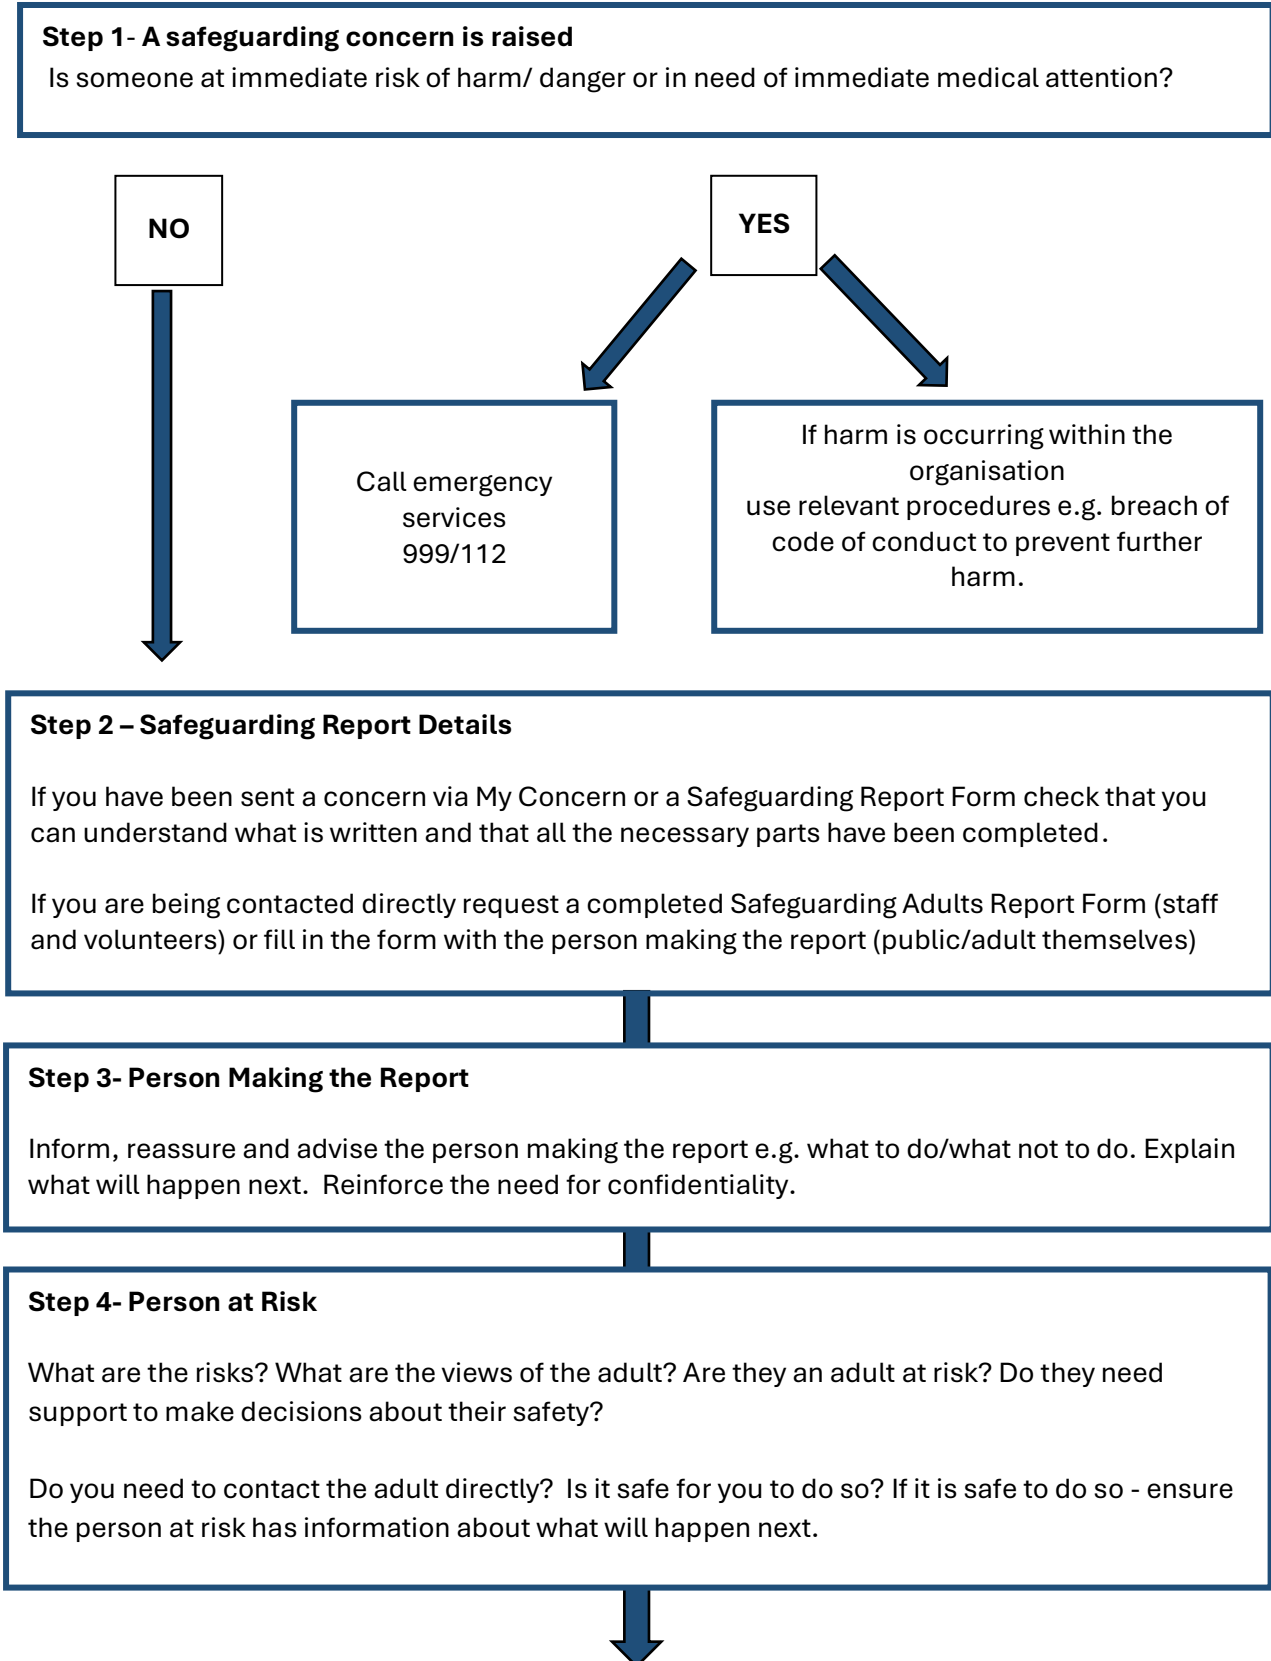 Step 1- A safeguarding concern is raised
Is someone at immediate risk of harm/ danger or in need of immediate medical attention?
NO
YES
Call emergency
services
999/112
If harm is occurring within the
organisation
use relevant procedures e.g. breach of
code of conduct to prevent further
harm.
Step 2 – Safeguarding Report Details
If you have been sent a concern via My Concern or a Safeguarding Report Form check that you
can understand what is written and that all the necessary parts have been completed.
If you are being contacted directly request a completed Safeguarding Adults Report Form (staff
and volunteers) or fill in the form with the person making the report (public/adult themselves)
Step 3- Person Making the Report
Inform, reassure and advise the person making the report e.g. what to do/what not to do. Explain
what will happen next.  Reinforce the need for confidentiality.
Step 4- Person at Risk
What are the risks? What are the views of the adult? Are they an adult at risk? Do they need
support to make decisions about their safety?
Do you need to contact the adult directly?  Is it safe for you to do so? If it is safe to do so - ensure
the person at risk has information about what will happen next.